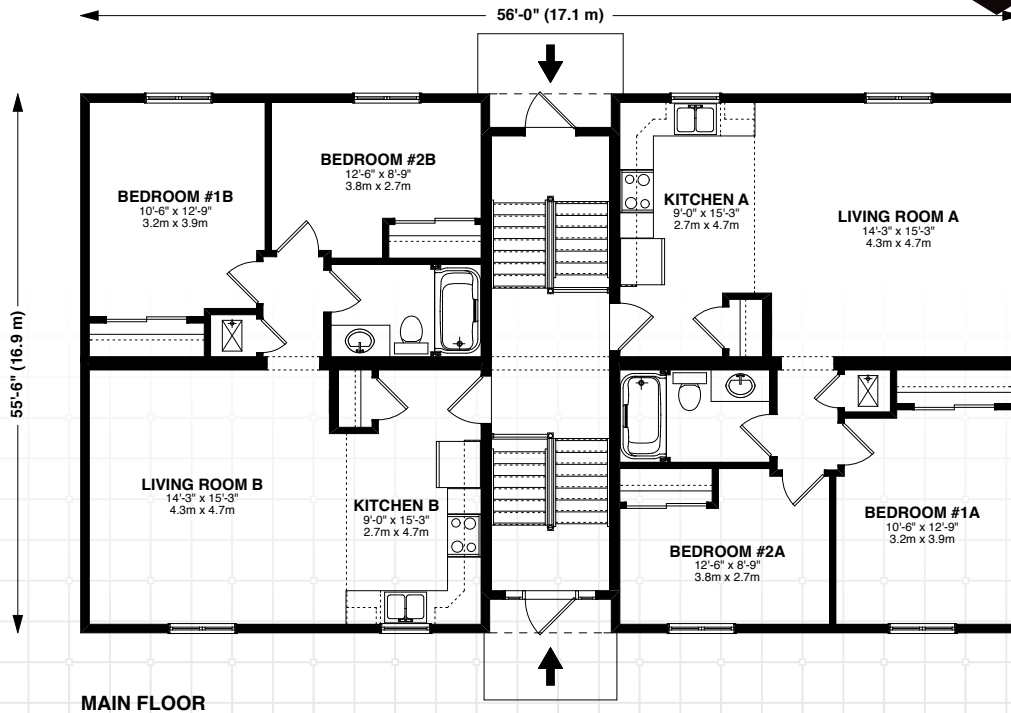 56'-0" (17.1 m)
55'-6" (16.9 m)
BEDROOM #1B
10'-6" x 12'-9"
3.2m x 3.9m
BEDROOM #2B
12'-6" x 8'-9"
3.8m x 2.7m
KITCHEN A
9'-0" x 15'-3"
2.7m x 4.7m
LIVING ROOM A
14'-3" x 15'-3"
4.3m x 4.7m
LIVING ROOM B
14'-3" x 15'-3"
4.3m x 4.7m
KITCHEN B
9'-0" x 15'-3"
2.7m x 4.7m
BEDROOM #2A
12'-6" x 8'-9"
3.8m x 2.7m
BEDROOM #1A
10'-6" x 12'-9"
3.2m x 3.9m
MAIN FLOOR